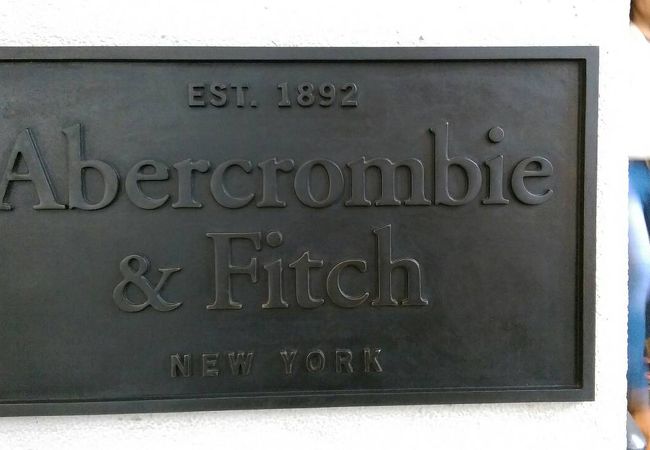 EST. 1892
Abercrombie
& Fitch
NEW YORK